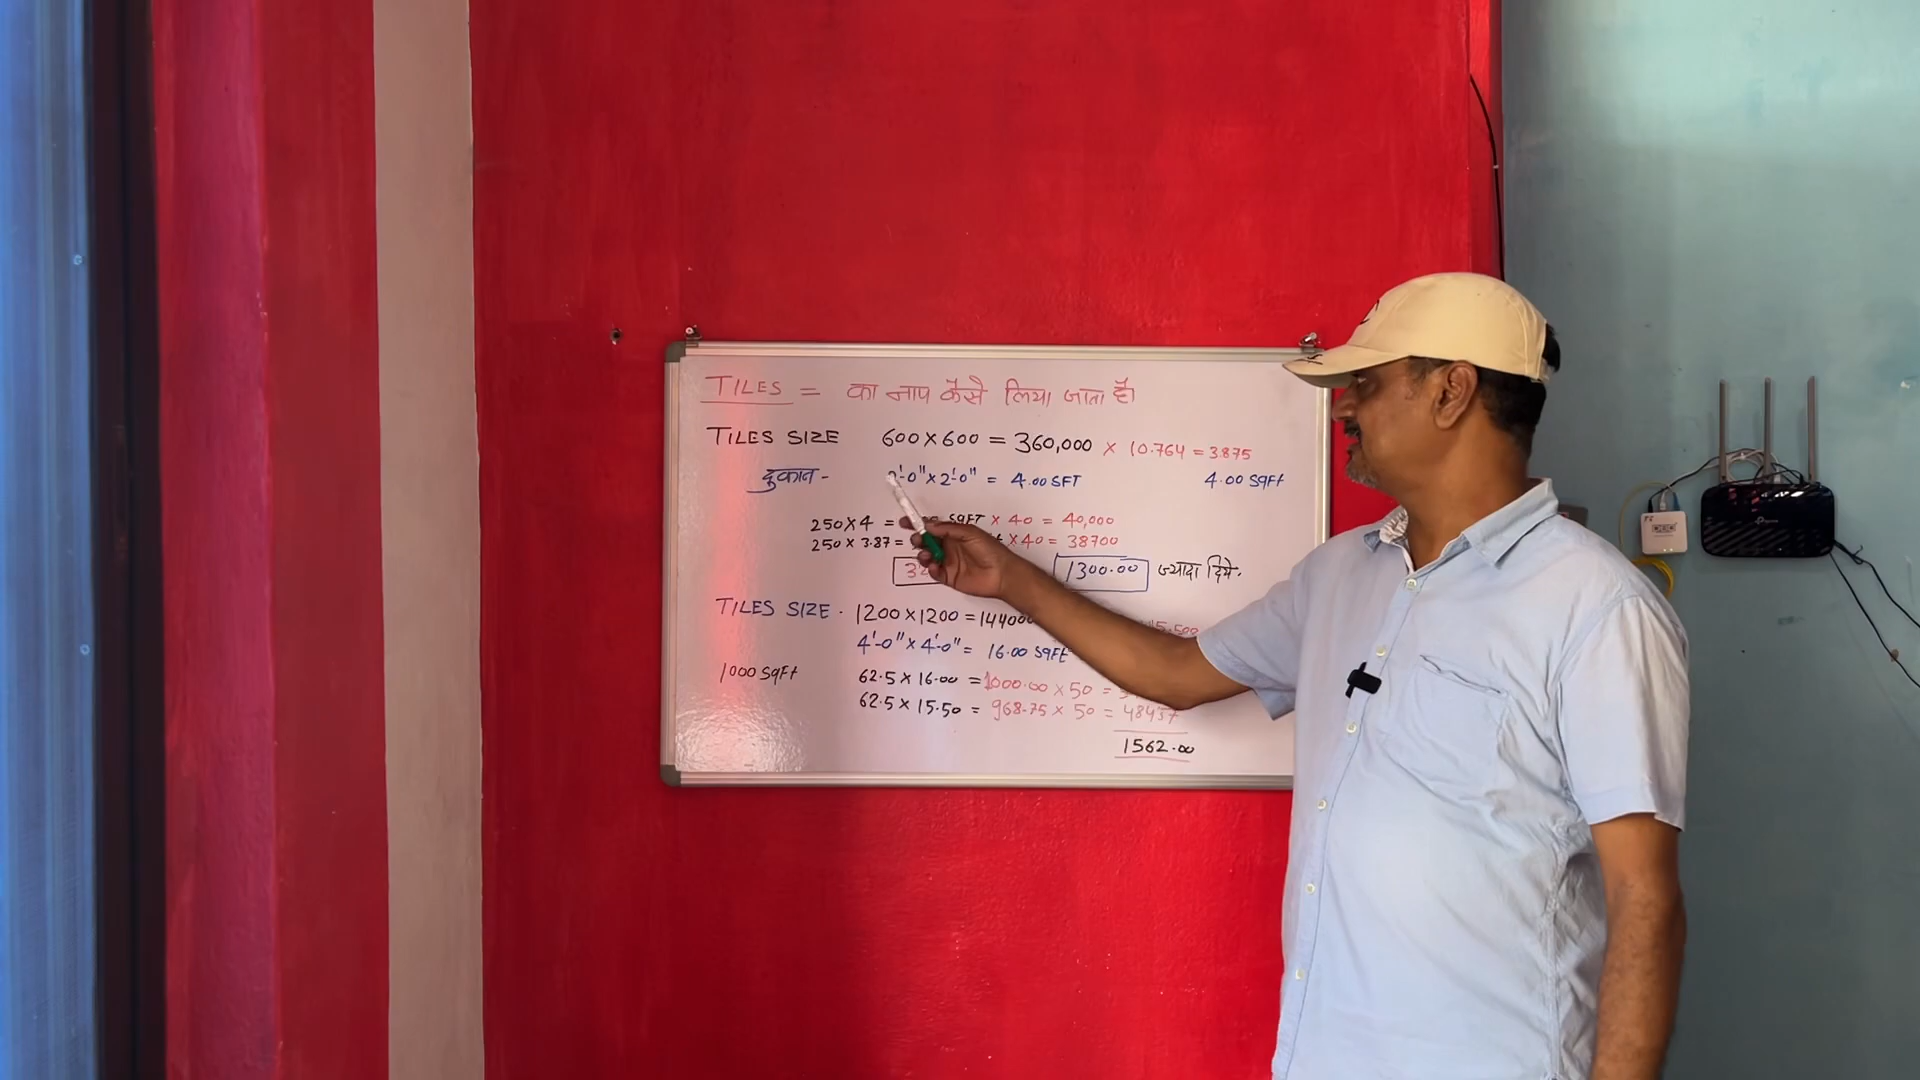 TILES = का नाप कैसे लिया जाता है।
TILES SIZE 600×600 = 360,000 × 10.764 = 3.875
दुकान - 2'-0"×2'-0" = 4.00 SFT 4.00 SqFt
250×4 = SqFT × 40 = 40,000
250 × 3.87 = ×40 = 38700
1300.00 ज्यादा दिये.
TILES SIZE . 1200×1200 = 144000
4'-0"×4'-0" = 16.00 SqFt
1000 SqFt 62.5×16.00 = 1000.00 × 50 =
62.5×15.50 = 968.75 × 50 = 48437
1562.00